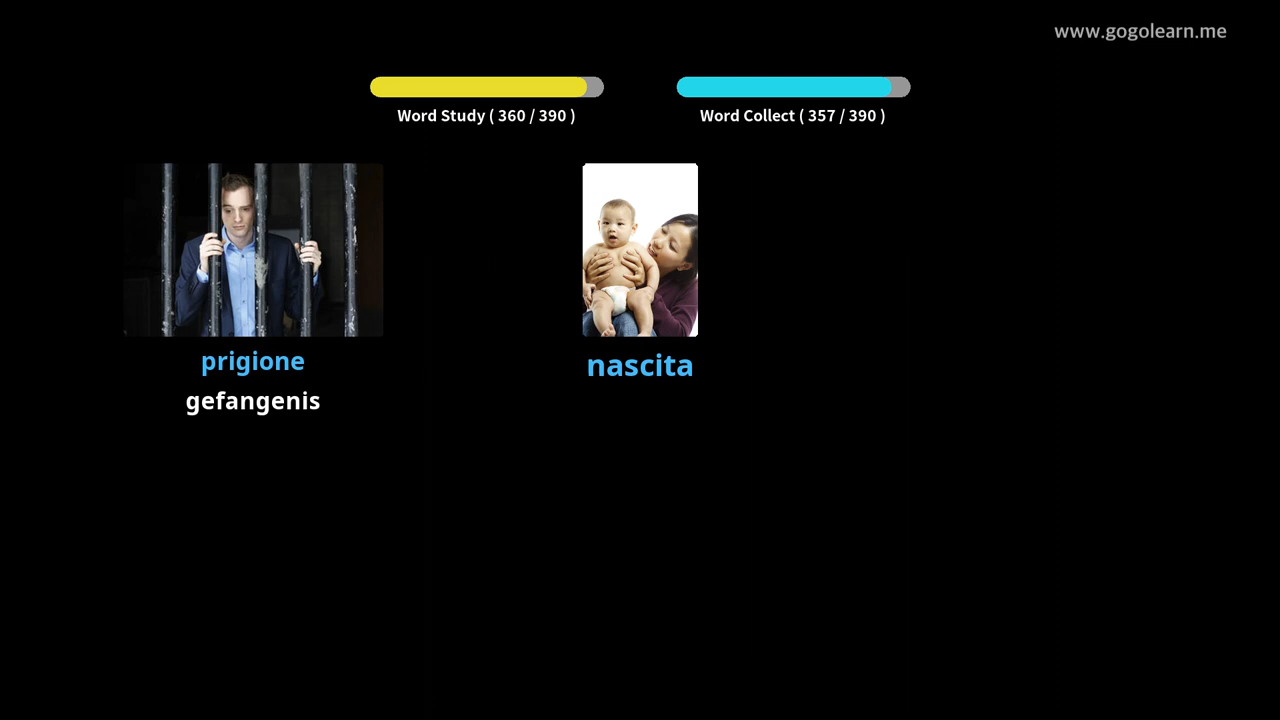 www.gogolearn.me
Word Study ( 360 / 390 )
Word Collect ( 357 / 390 )
prigione
gefangenis
nascita